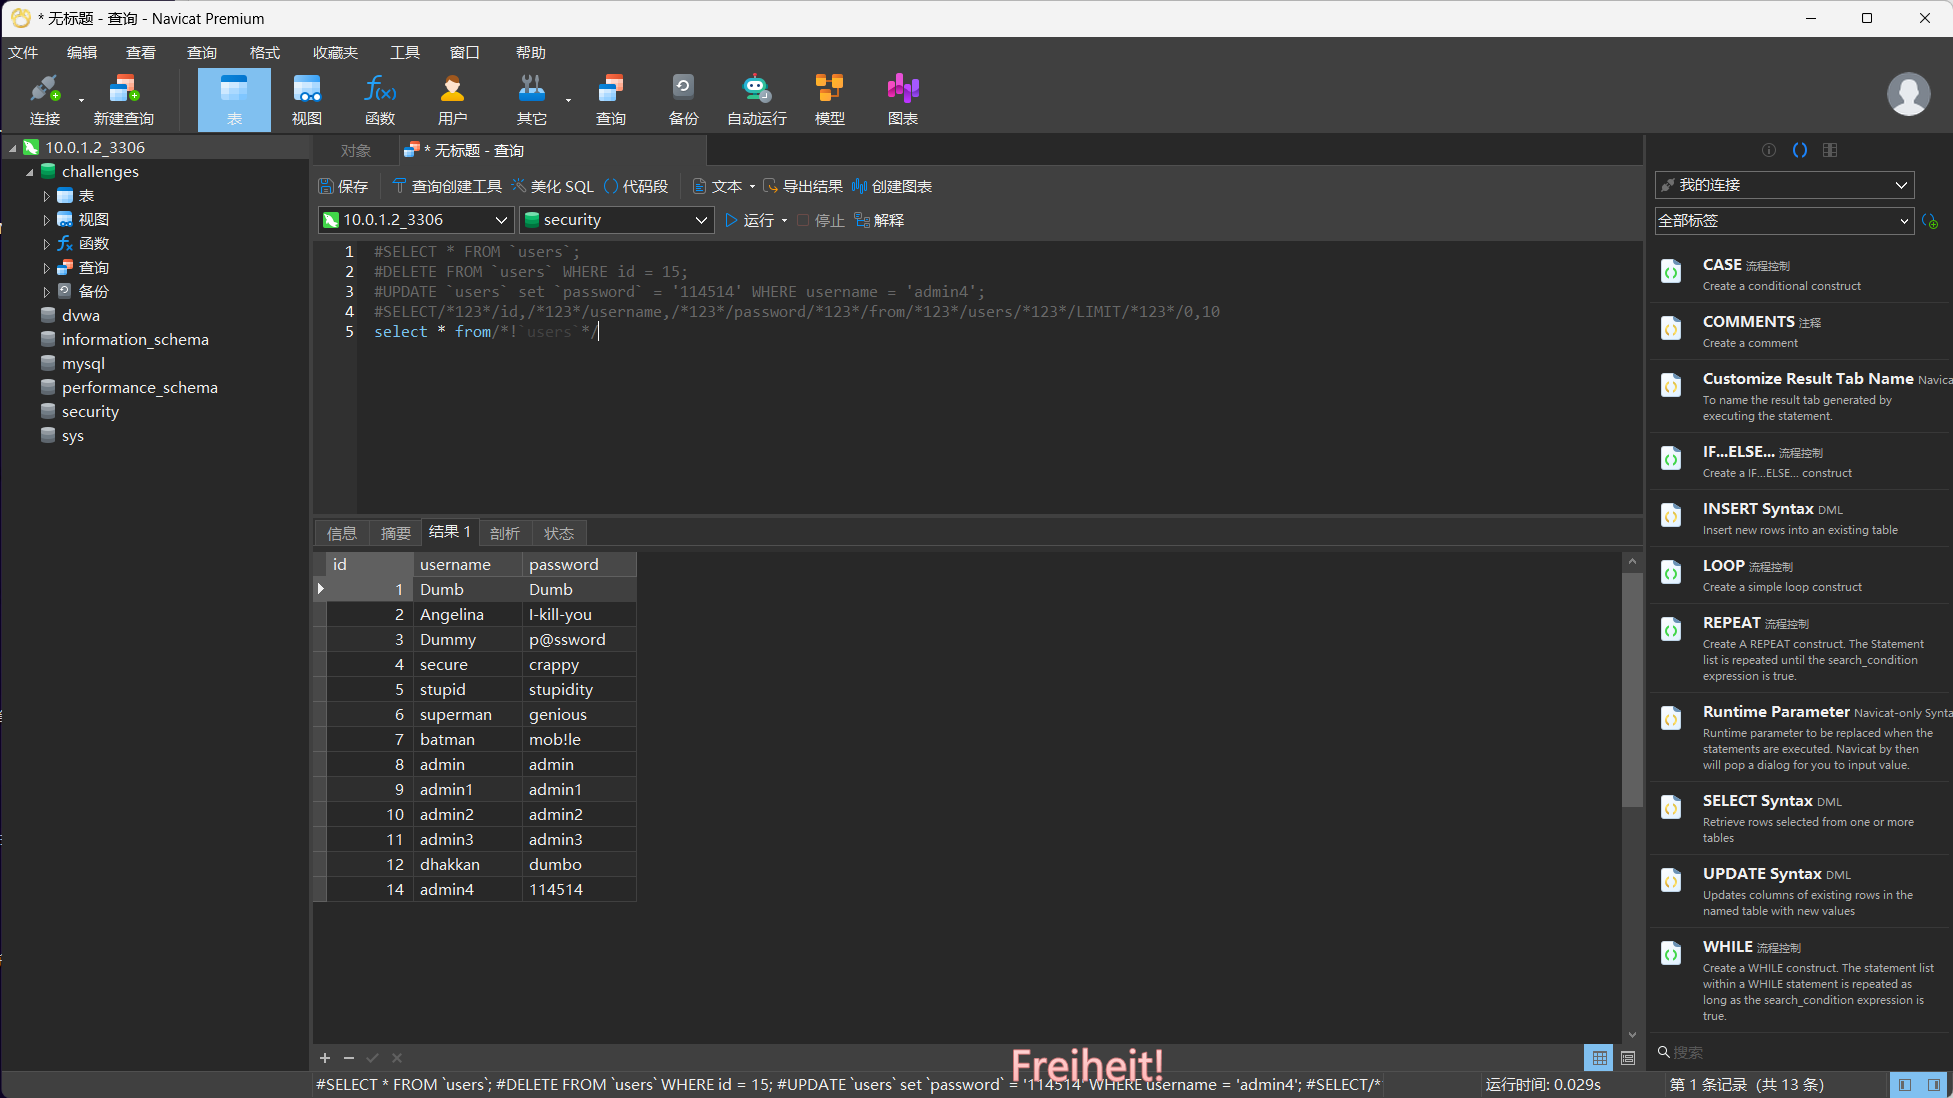 * 无标题 - 查询 - Navicat Premium
文件 编辑 查看 查询 格式 收藏夹 工具 窗口 帮助
连接 新建查询 表 视图 函数 用户 其它 查询 备份 自动运行 模型 图表
10.0.1.2_3306
challenges
表
视图
函数
查询
备份
dvwa
information_schema
mysql
performance_schema
security
sys
对象 * 无标题 - 查询
保存 查询创建工具 美化 SQL 代码段 文本 导出结果 创建图表
10.0.1.2_3306 security 运行 停止 解释
1 #SELECT * FROM `users`;
2 #DELETE FROM `users` WHERE id = 15;
3 #UPDATE `users` set `password` = '114514' WHERE username = 'admin4';
4 #SELECT/*123*/id,/*123*/username,/*123*/password/*123*/from/*123*/users/*123*/LIMIT/*123*/0,10
5 select * from/*!`users`*/
信息 摘要 结果 1 剖析 状态
id username password
1 Dumb Dumb
2 Angelina I-kill-you
3 Dummy p@ssword
4 secure crappy
5 stupid stupidity
6 superman genious
7 batman mob!le
8 admin admin
9 admin1 admin1
10 admin2 admin2
11 admin3 admin3
12 dhakkan dumbo
14 admin4 114514
我的连接
全部标签
CASE 流程控制
Create a conditional construct
COMMENTS 注释
Create a comment
Customize Result Tab Name Navica
To name the result tab generated by
executing the statement.
IF...ELSE... 流程控制
Create a IF...ELSE... construct
INSERT Syntax DML
Insert new rows into an existing table
LOOP 流程控制
Create a simple loop construct
REPEAT 流程控制
Create A REPEAT construct. The Statement
list is repeated until the search_condition
expression is true.
Runtime Parameter Navicat-only Synta
Runtime parameter to be replaced when the
statements are executed. Navicat by then
will pop a dialog for you to input value.
SELECT Syntax DML
Retrieve rows selected from one or more
tables
UPDATE Syntax DML
Updates columns of existing rows in the
named table with new values
WHILE 流程控制
Create a WHILE construct. The statement list
within a WHILE statement is repeated as
long as the search_condition expression is
true.
搜索
Freiheit!
#SELECT * FROM `users`; #DELETE FROM `users` WHERE id = 15; #UPDATE `users` set `password` = '114514' WHERE username = 'admin4'; #SELECT/*
运行时间: 0.029s
第 1 条记录 (共 13 条)